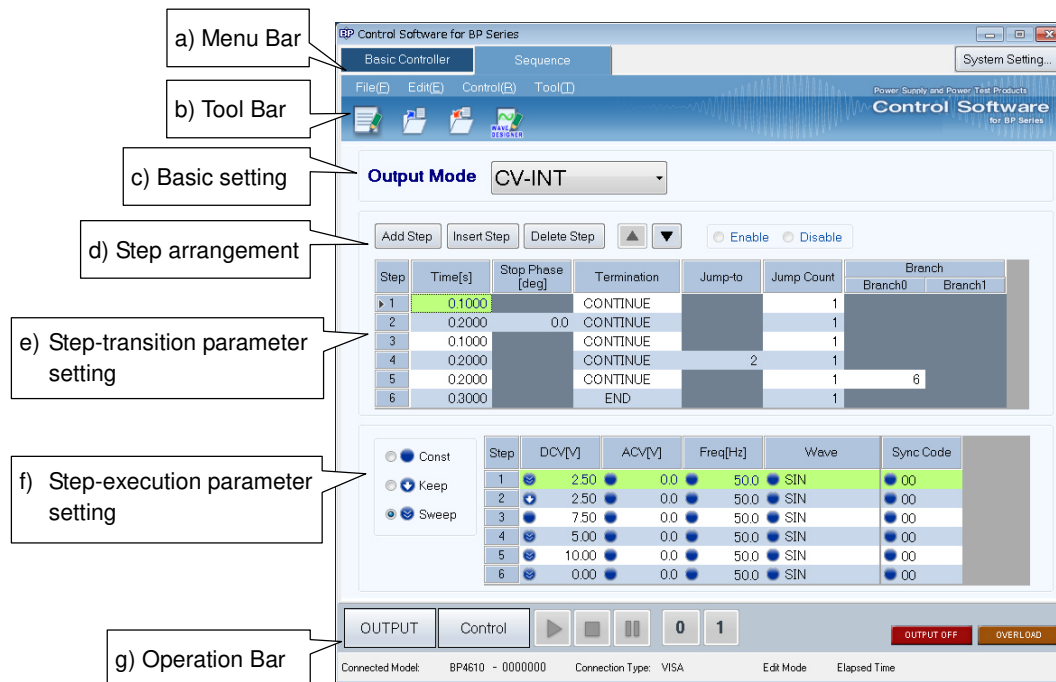 a) Menu Bar
b) Tool Bar
c) Basic setting
d) Step arrangement
e) Step-transition parameter
setting
f) Step-execution parameter
setting
g) Operation Bar
BP Control Software for BP Series
Basic Controller Sequence System Setting...
File(F) Edit(E) Control(R) Tool(T)
Power Supply and Power Test Products
Control Software
for BP Series
WAVE
DESIGNER
Output Mode CV-INT
Add Step Insert Step Delete Step Enable Disable
Step Time[s] Stop Phase [deg] Termination Jump-to Jump Count Branch
Branch0 Branch1
1 0.1000 CONTINUE 1
2 0.2000 0.0 CONTINUE 1
3 0.1000 CONTINUE 1
4 0.2000 CONTINUE 2 1
5 0.2000 CONTINUE 1 6
6 0.3000 END 1
Const
Keep
Sweep
Step DCV[V] ACV[V] Freq[Hz] Wave Sync Code
1 2.50 0.0 50.0 SIN 00
2 2.50 0.0 50.0 SIN 00
3 7.50 0.0 50.0 SIN 00
4 5.00 0.0 50.0 SIN 00
5 10.00 0.0 50.0 SIN 00
6 0.00 0.0 50.0 SIN 00
OUTPUT Control 0 1 OUTPUT OFF OVERLOAD
Connected Model: BP4610 - 0000000 Connection Type: VISA Edit Mode Elapsed Time